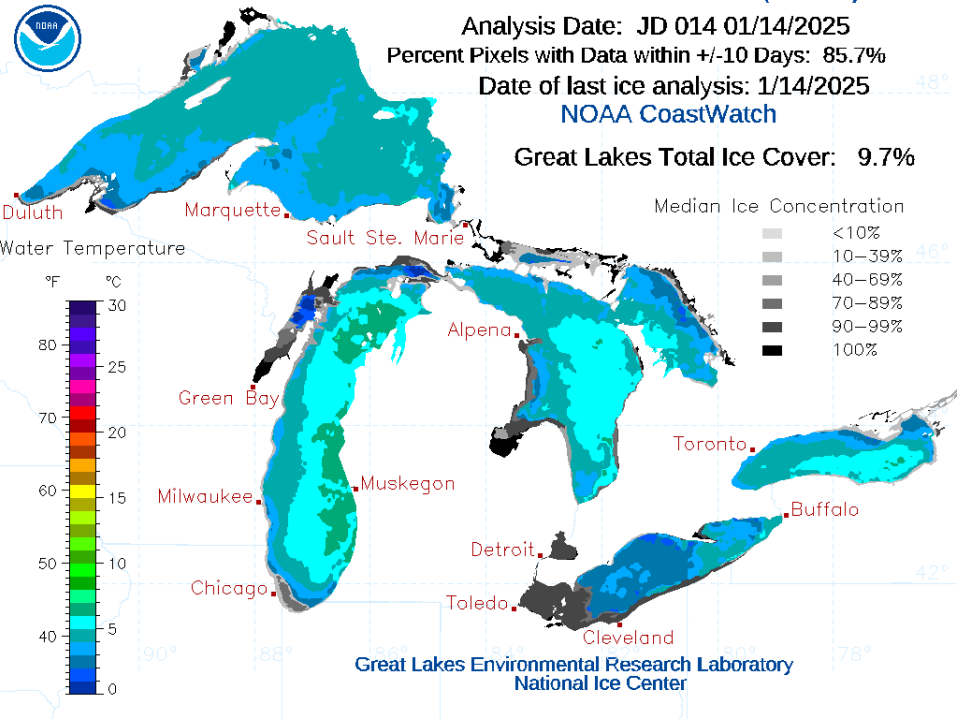 NOAA
Analysis Date: JD 014 01/14/2025
Percent Pixels with Data within +/-10 Days: 85.7%
Date of last ice analysis: 1/14/2025
NOAA CoastWatch
Great Lakes Total Ice Cover: 9.7%
48°
Duluth
Marquette
Sault Ste. Marie
Median Ice Concentration
<10%
10-39%
40-69%
70-89%
90-99%
100%
46°
Water Temperature
°F °C
30
80
25
70
20
60
15
50
10
40
5
0
Alpena
Green Bay
Toronto
Milwaukee
Muskegon
Buffalo
Detroit
Chicago
Toledo
Cleveland
42°
90°
88°
86°
84°
82°
80°
78°
Great Lakes Environmental Research Laboratory
National Ice Center